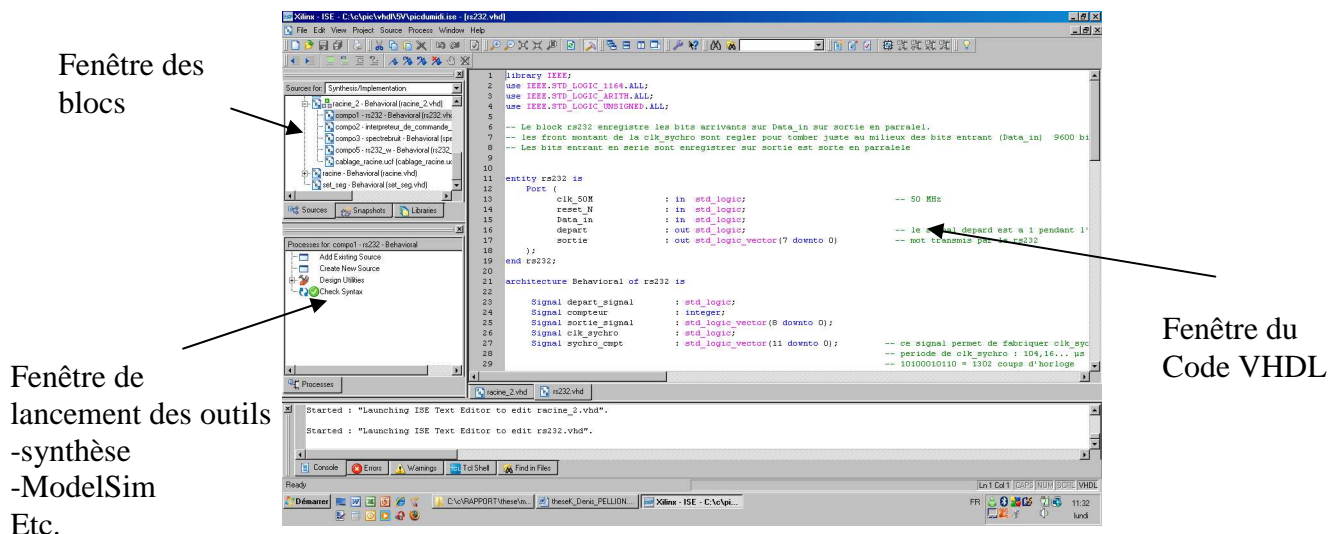 Fenêtre des
blocs
Xilinx - ISE - C:\c\pic\vhdl\5V\picdumidi.ise - [rs232.vhd]
File Edit View Project Source Process Window Help
Sources for: Synthesis/Implementation
racine_2 - Behavioral (racine_2.vhd)
compo1 - rs232 - Behavioral (rs232.vhd
compo2 - interpreteur_de_commande_
compo4 - spectrebruit - Behavioral (spe
compo5 - rs232_w - Behavioral (rs232_
cablage_racine.ucf (cablage_racine.uc
racine - Behavioral (racine.vhd)
set_seg - Behavioral (set_seg.vhd)
Sources Snapshots Libraries
Processes for: compo1 - rs232 - Behavioral
Add Existing Source
Create New Source
Design Utilities
Check Syntax
Processes
1 library IEEE;
2 use IEEE.STD_LOGIC_1164.ALL;
3 use IEEE.STD_LOGIC_ARITH.ALL;
4 use IEEE.STD_LOGIC_UNSIGNED.ALL;
5
6 -- Le block rs232 enregistre les bits arrivants sur Data_in sur sortie en parralel.
7 -- les front montant de la clk_sychro sont regler pour tomber juste au milieux des bits entrant (Data_in) 9600 bi
8 -- Les bits entrant en serie sont enregistrer sur sortie est sorte en parralele
9
10
11 entity rs232 is
12 Port (
13 clk_50M : in std_logic; -- 50 MHz
14 reset_N : in std_logic;
15 Data_in : in std_logic;
16 depart : out std_logic; -- le signal depard est a 1 pendant l'
17 sortie : out std_logic_vector(7 downto 0) -- mot transmis par le rs232
18 );
19 end rs232;
20
21 architecture Behavioral of rs232 is
22
23 Signal depart_signal : std_logic;
24 Signal compteur : integer;
25 Signal sortie_signal : std_logic_vector(8 downto 0);
26 Signal clk_sychro : std_logic;
27 Signal sychro_cmpt : std_logic_vector(11 downto 0); -- ce signal permet de fabriquer clk_syc
28 -- periode de clk_sychro : 104,16... µs
29 -- 10100010110 = 1302 coups d'horloge
racine_2.vhd rs232.vhd
Started : "Launching ISE Text Editor to edit racine_2.vhd".
Started : "Launching ISE Text Editor to edit rs232.vhd".
Console Errors Warnings Tcl Shell Find in Files
Ready Ln 1 Col 1 CAPS NUM SCRL VHDL
Démarrer C:\c\RAPPORT\these\m... theseK_Denis_PELLION... Xilinx - ISE - C:\c\pi... FR 11:32
lundi
Fenêtre du
Code VHDL
Fenêtre de
lancement des outils
-synthèse
-ModelSim
Etc.